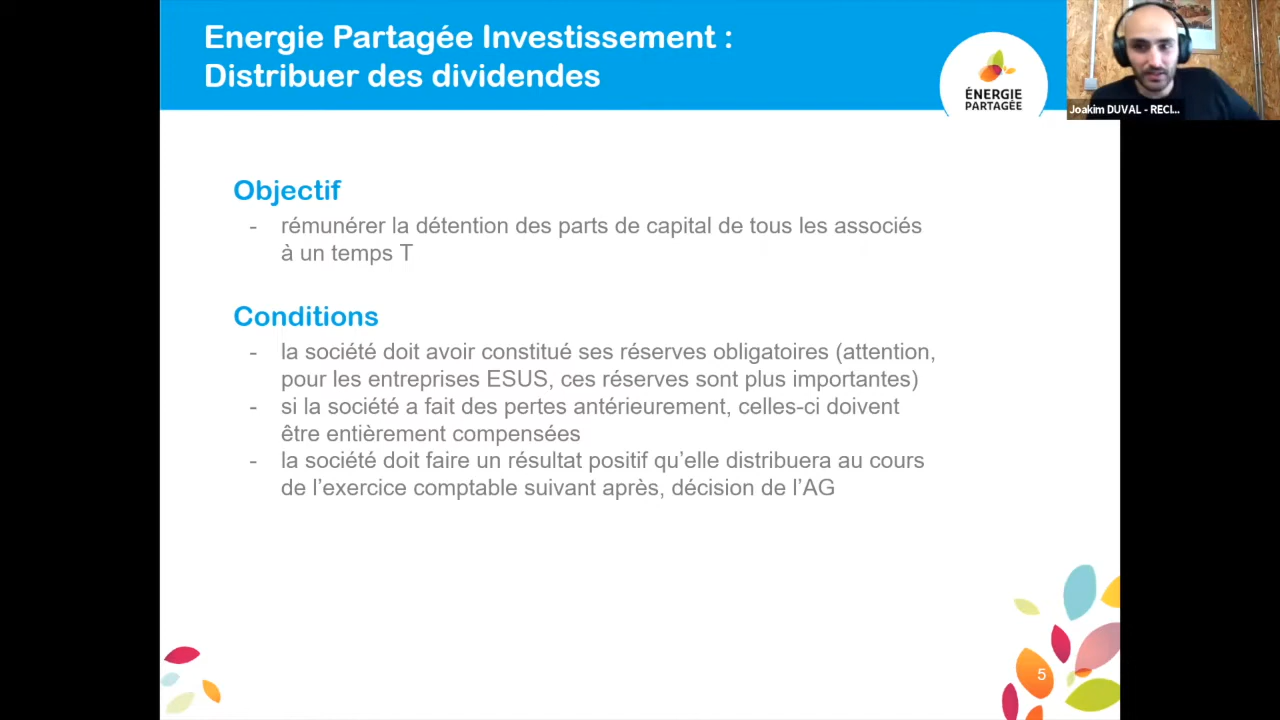 Energie Partagée Investissement :
Distribuer des dividendes
ÉNERGIE
PARTAGÉE
Joakim DUVAL - RECI...
Objectif
- rémunérer la détention des parts de capital de tous les associés
à un temps T
Conditions
- la société doit avoir constitué ses réserves obligatoires (attention,
pour les entreprises ESUS, ces réserves sont plus importantes)
- si la société a fait des pertes antérieurement, celles-ci doivent
être entièrement compensées
- la société doit faire un résultat positif qu’elle distribuera au cours
de l’exercice comptable suivant après, décision de l’AG
5